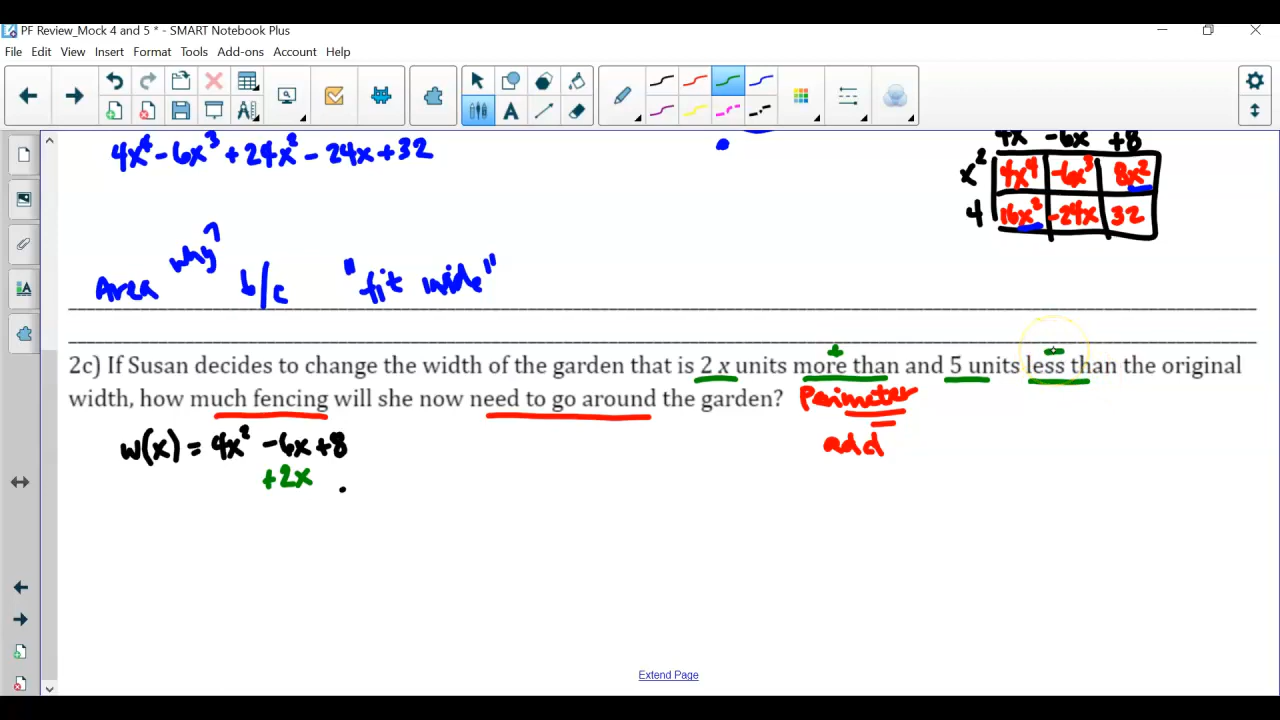 PF Review_Mock 4 and 5 * - SMART Notebook Plus
File Edit View Insert Format Tools Add-ons Account Help
4x⁴ - 6x³ + 24x² - 24x + 32
4x -6x +8
x² 4x⁴ -6x³ 8x²
4 16x² -24x 32
Area why? b/c "fit inside"
+ -
2c) If Susan decides to change the width of the garden that is 2 x units more than and 5 units less than the original
width, how much fencing will she now need to go around the garden? Perimeter
add
w(x) = 4x² - 6x + 8
+2x
Extend Page